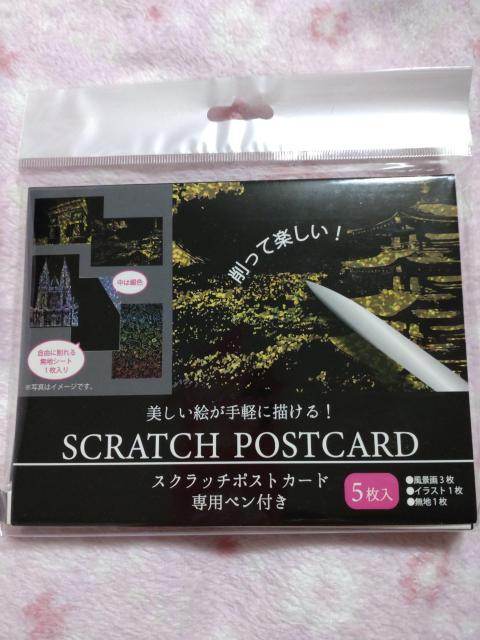 削って楽しい！
中は銀色
自由に削れる
無地シート
1枚入り
※写真はイメージです。
美しい絵が手軽に描ける！
SCRATCH POSTCARD
スクラッチポストカード
専用ペン付き
5枚入
●風景画3枚
●イラスト1枚
●無地1枚